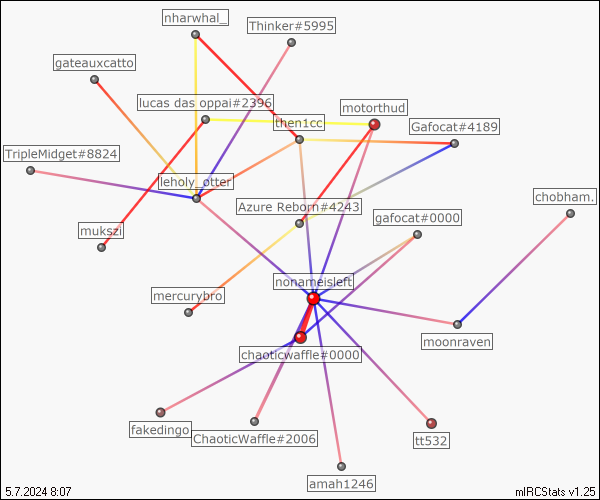 nharwhal_
Thinker#5995
gateauxcatto
lucas das oppai#2396
motorthud
then1cc
Gafocat#4189
TripleMidget#8824
leholy_otter
chobham.
Azure Reborn#4243
gafocat#0000
mukszi
nonameisleft
mercurybro
moonraven
chaoticwaffle#0000
fakedingo
ChaoticWaffle#2006
tt532
amah1246
5.7.2024 8:07
mIRCStats v1.25